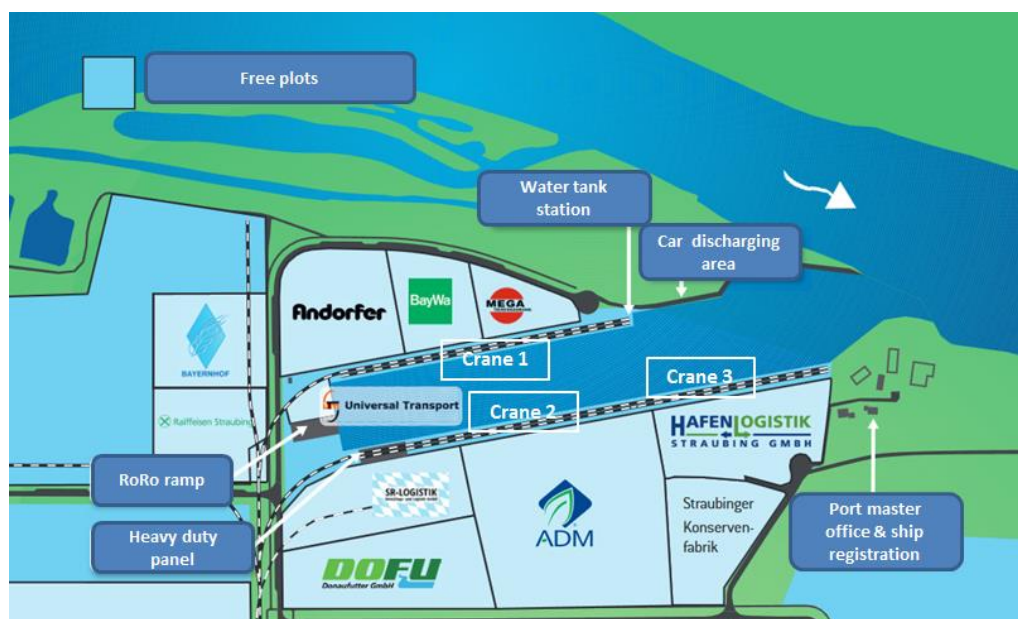 Free plots
Water tank
station
Car discharging
area
Andorfer
BayWa
MEGA
BAYERNHOF
Crane 1
Crane 3
Raiffeisen Straubing
Universal Transport
Crane 2
HAFENLOGISTIK
STRAUBING GMBH
RoRo ramp
SR-LOGISTIK
Straubinger
Konserven-
fabrik
ADM
Port master
office & ship
registration
Heavy duty
panel
DOFU
Donaufutter GmbH